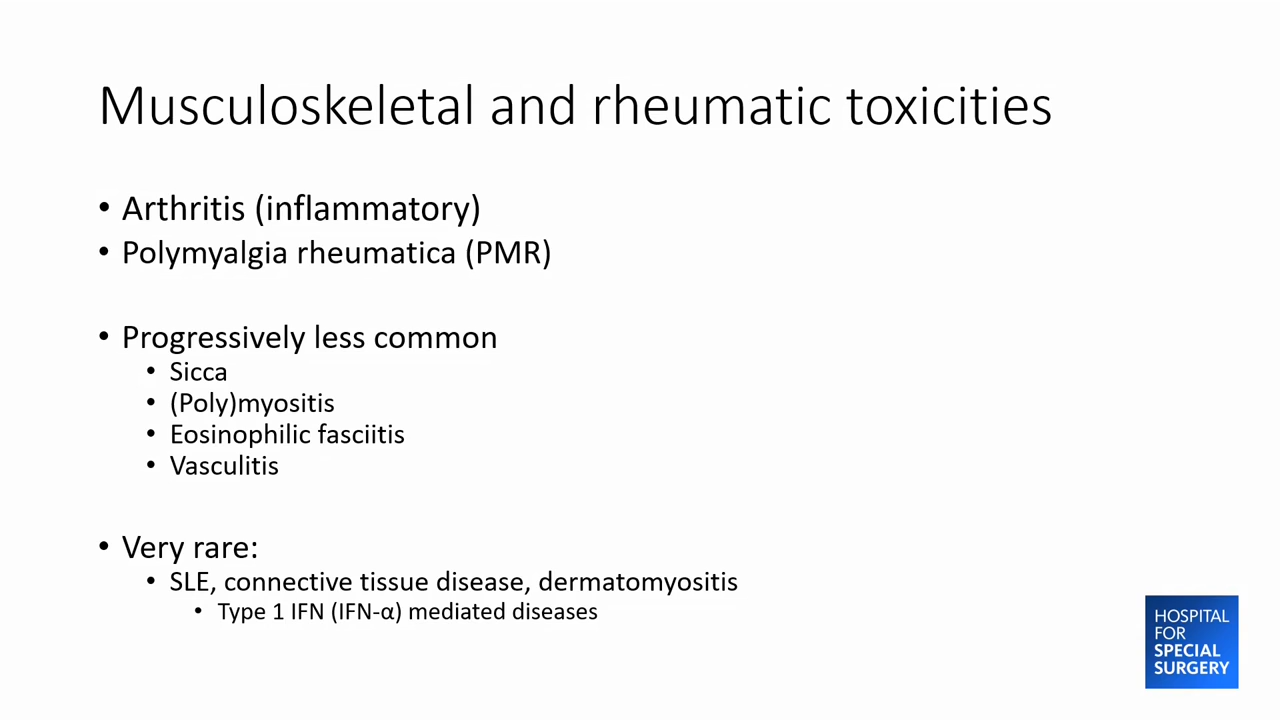 Musculoskeletal and rheumatic toxicities
• Arthritis (inflammatory)
• Polymyalgia rheumatica (PMR)
• Progressively less common
• Sicca
• (Poly)myositis
• Eosinophilic fasciitis
• Vasculitis
• Very rare:
• SLE, connective tissue disease, dermatomyositis
• Type 1 IFN (IFN-α) mediated diseases
HOSPITAL
FOR
SPECIAL
SURGERY